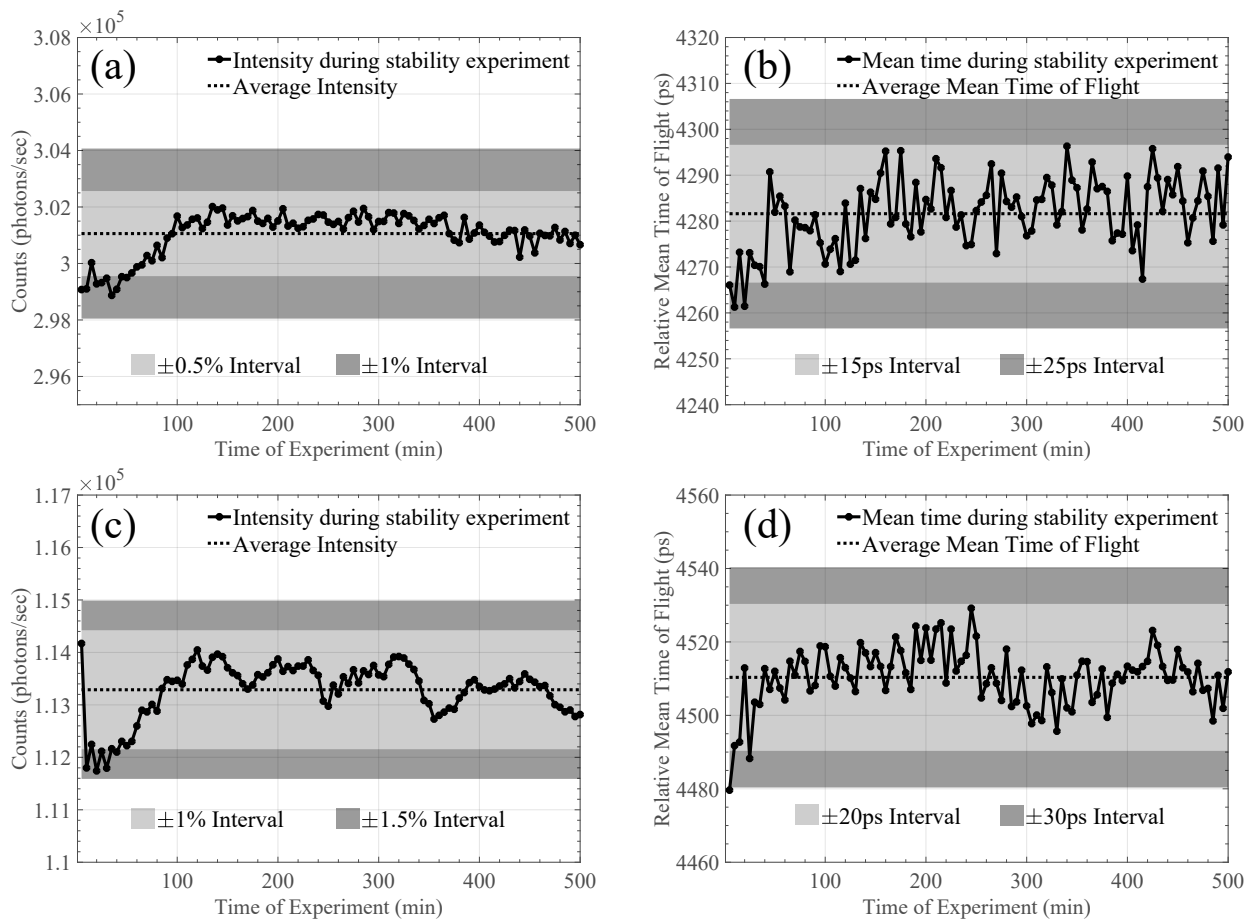 ×10⁵
3.08
3.06
3.04
3.02
3
2.98
2.96
Counts (photons/sec)
(a)
Intensity during stability experiment
Average Intensity
±0.5% Interval
±1% Interval
100
200
300
400
500
Time of Experiment (min)
4320
4310
4300
4290
4280
4270
4260
4250
4240
Relative Mean Time of Flight (ps)
(b)
Mean time during stability experiment
Average Mean Time of Flight
±15ps Interval
±25ps Interval
100
200
300
400
500
Time of Experiment (min)
×10⁵
1.17
1.16
1.15
1.14
1.13
1.12
1.11
1.1
Counts (photons/sec)
(c)
Intensity during stability experiment
Average Intensity
±1% Interval
±1.5% Interval
100
200
300
400
500
Time of Experiment (min)
4560
4540
4520
4500
4480
4460
Relative Mean Time of Flight (ps)
(d)
Mean time during stability experiment
Average Mean Time of Flight
±20ps Interval
±30ps Interval
100
200
300
400
500
Time of Experiment (min)